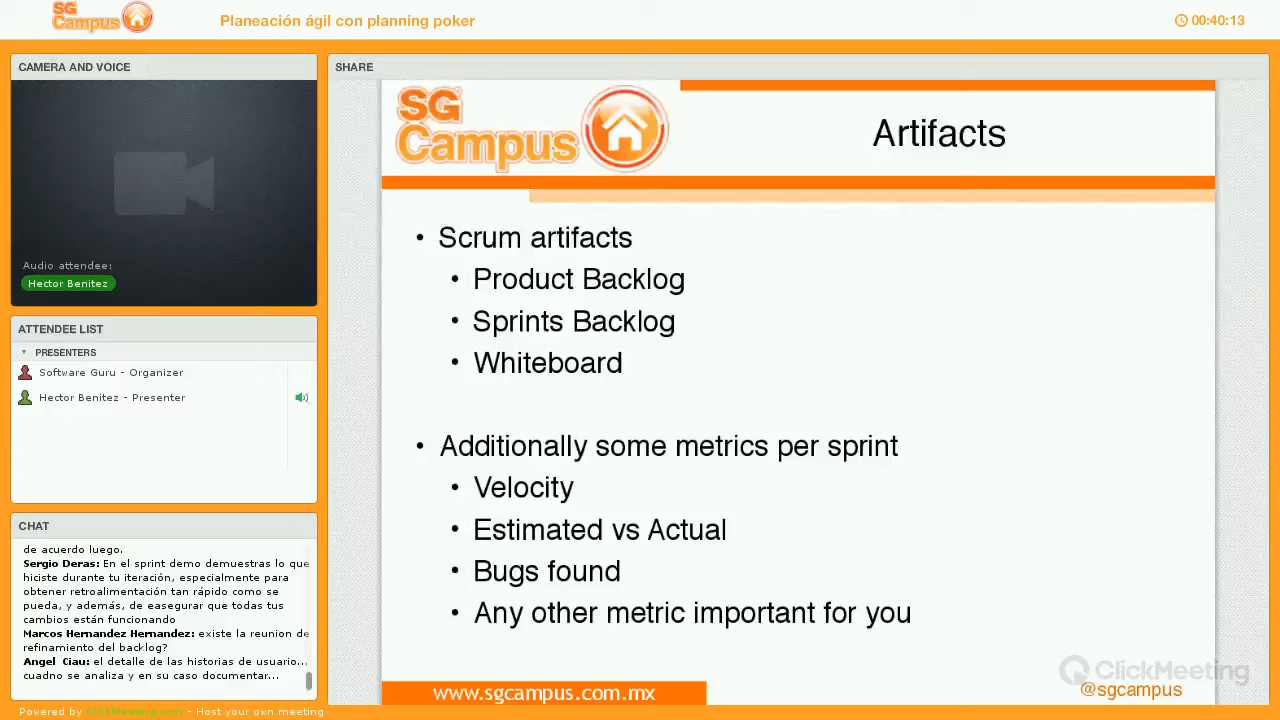 SG
Campus
Planeación ágil con planning poker
00:40:13
CAMERA AND VOICE
Audio attendee:
Hector Benitez
ATTENDEE LIST
PRESENTERS
Software Guru - Organizer
Hector Benitez - Presenter
CHAT
de acuerdo luego.
Sergio Deras: En el sprint demo demuestras lo que
hiciste durante tu iteración, especialmente para
obtener retroalimentación tan rápido como se
pueda, y además, de easegurar que todas tus
cambios están funcionando
Marcos Hernandez Hernandez: existe la reunion de
refinamiento del backlog?
Angel Ciau: el detalle de las historias de usuario...
cuadno se analiza y en su caso documentar...
Powered by ClickMeeting.com - Host your own meeting
SHARE
SG
Campus
Artifacts
• Scrum artifacts
• Product Backlog
• Sprints Backlog
• Whiteboard
• Additionally some metrics per sprint
• Velocity
• Estimated vs Actual
• Bugs found
• Any other metric important for you
www.sgcampus.com.mx
ClickMeeting
@sgcampus